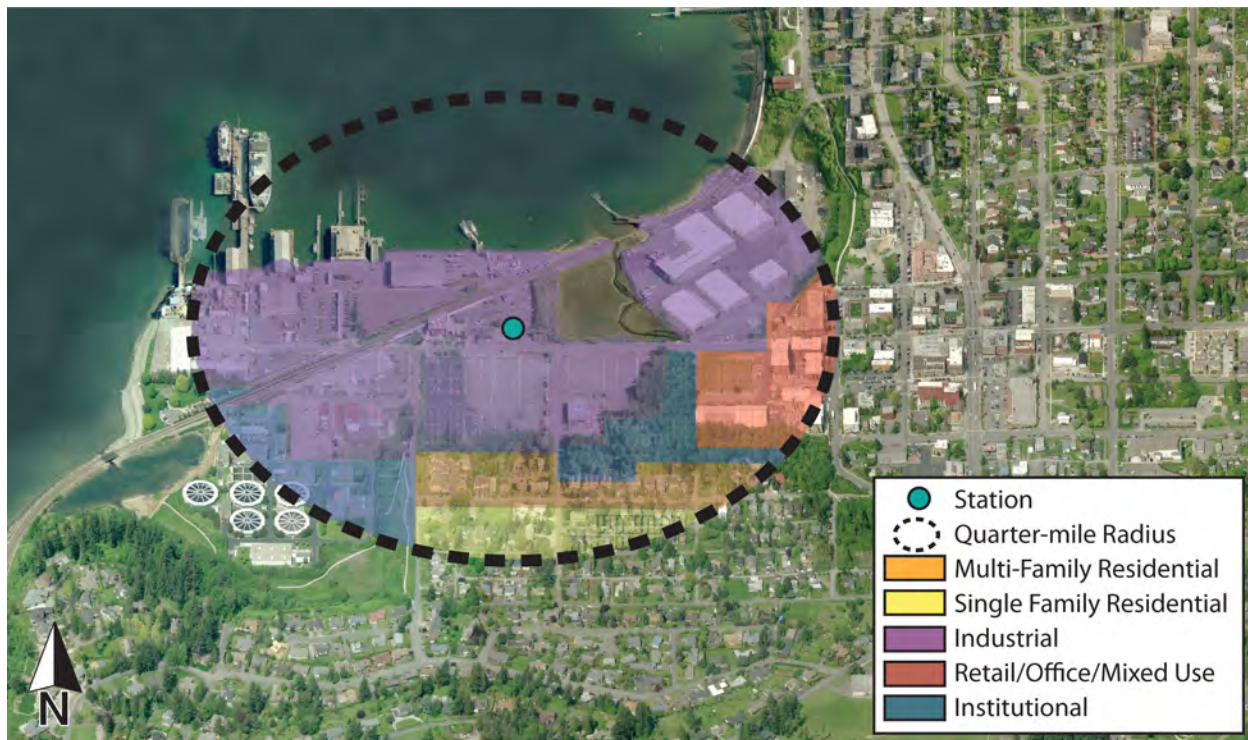 Station
Quarter-mile Radius
Multi-Family Residential
Single Family Residential
Industrial
Retail/Office/Mixed Use
Institutional
N